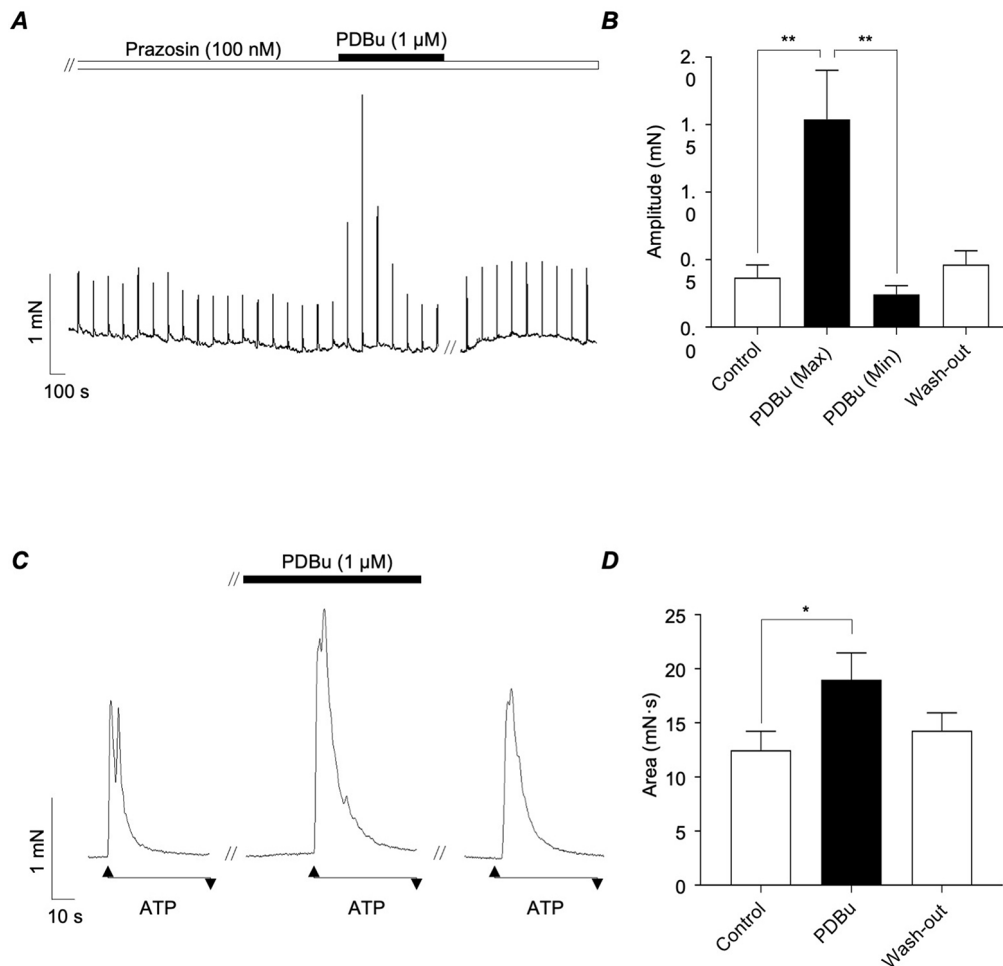 A
Prazosin (100 nM)
PDBu (1 µM)
1 mN
100 s
B
**
**
Amplitude (mN)
2.
0
1.
5
1.
0
0.
5
0.
0
Control
PDBu (Max)
PDBu (Min)
Wash-out
C
PDBu (1 µM)
1 mN
10 s
ATP
ATP
ATP
D
*
Area (mN·s)
25
20
15
10
5
0
Control
PDBu
Wash-out